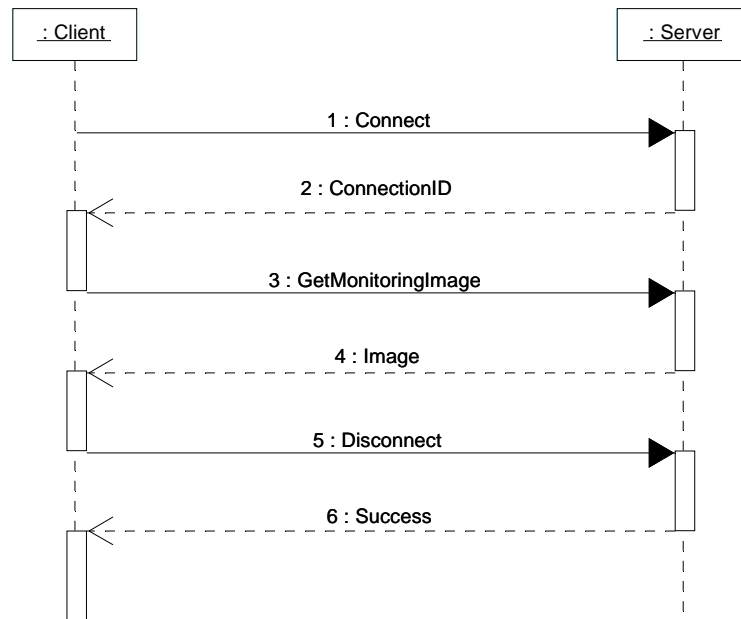 : Client
: Server
1 : Connect
2 : ConnectionID
3 : GetMonitoringImage
4 : Image
5 : Disconnect
6 : Success